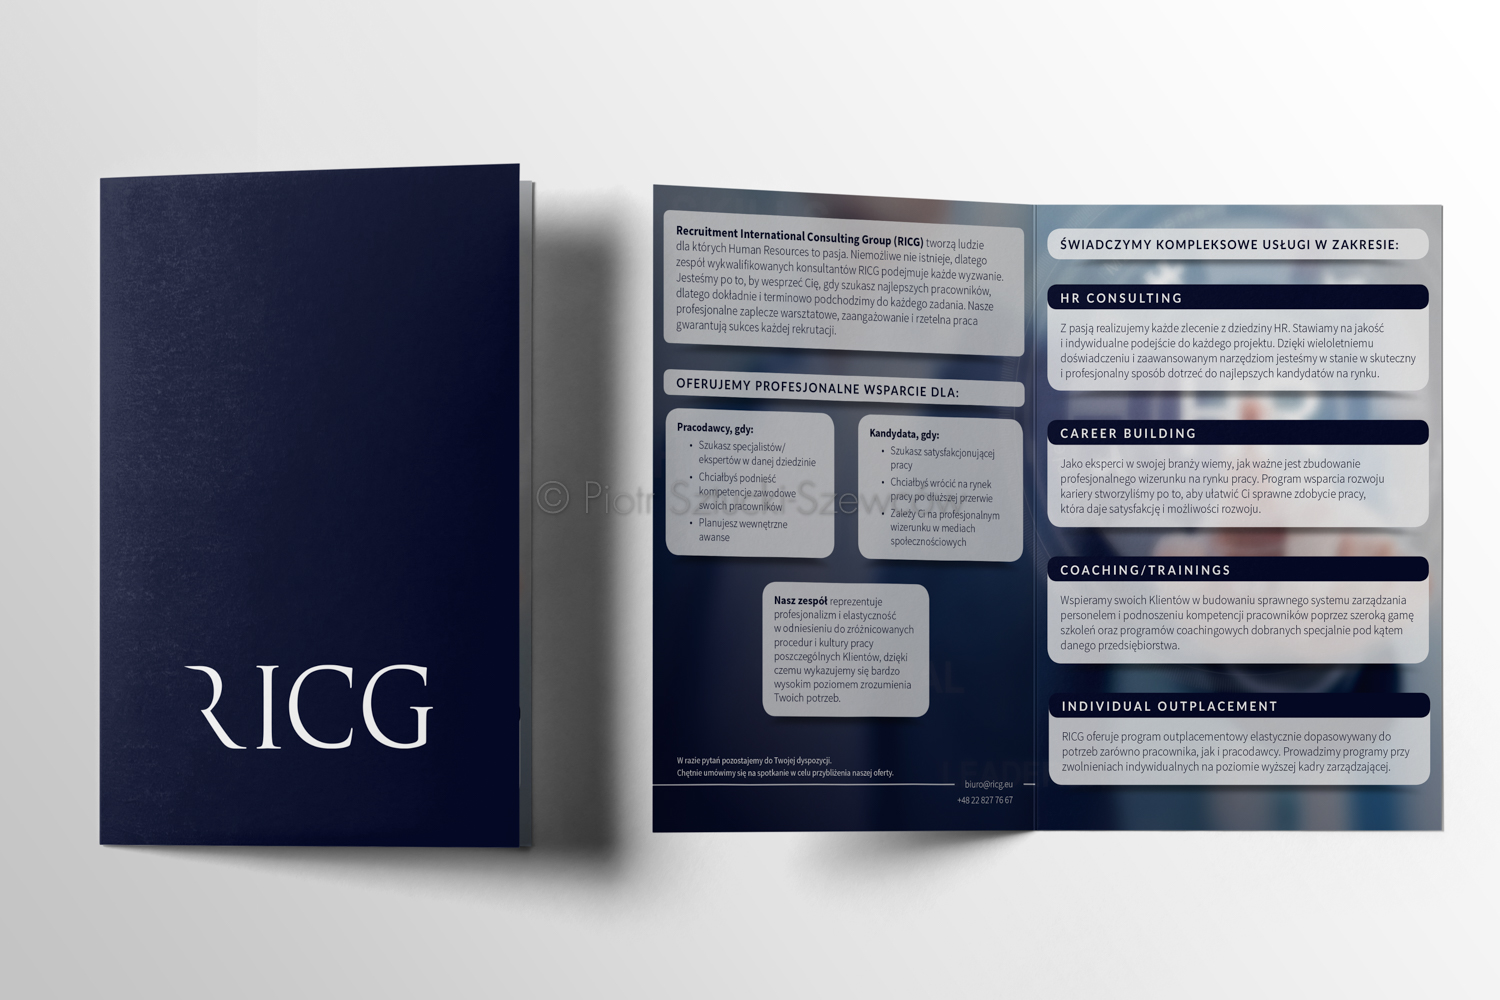 RICG
Recruitment International Consulting Group (RICG) tworzą ludzie
dla których Human Resources to pasja. Niemożliwe nie istnieje, dlatego
zespół wykwalifikowanych konsultantów RICG podejmuje każde wyzwanie.
Jesteśmy po to, by wesprzeć Cię, gdy szukasz najlepszych pracowników,
dlatego dokładnie i terminowo podchodzimy do każdego zadania. Nasze
profesjonalne zaplecze warsztatowe, zaangażowanie i rzetelna praca
gwarantują sukces każdej rekrutacji.
OFERUJEMY PROFESJONALNE WSPARCIE DLA:
Pracodawcy, gdy:
• Szukasz specjalistów/
ekspertów w danej dziedzinie
• Chciałbyś podnieść
kompetencje zawodowe
swoich pracowników
• Planujesz wewnętrzne
awanse
Kandydata, gdy:
• Szukasz satysfakcjonującej
pracy
• Chciałbyś wrócić na rynek
pracy po dłuższej przerwie
• Zależy Ci na profesjonalnym
wizerunku w mediach
społecznościowych
© Piotr
Nasz zespół reprezentuje
profesjonalizm i elastyczność
w odniesieniu do zróżnicowanych
procedur i kultury pracy
poszczególnych Klientów, dzięki
czemu wykazujemy się bardzo
wysokim poziomem zrozumienia
Twoich potrzeb.
W razie pytań pozostajemy do Twojej dyspozycji.
Chętnie umówimy się na spotkanie w celu przybliżenia naszej oferty.
biuro@ricg.eu
+48 22 827 76 67
ŚWIADCZYMY KOMPLEKSOWE USŁUGI W ZAKRESIE:
HR CONSULTING
Z pasją realizujemy każde zlecenie z dziedziny HR. Stawiamy na jakość
i indywidualne podejście do każdego projektu. Dzięki wieloletniemu
doświadczeniu i zaawansowanym narzędziom jesteśmy w stanie w skuteczny
i profesjonalny sposób dotrzeć do najlepszych kandydatów na rynku.
CAREER BUILDING
Jako eksperci w swojej branży wiemy, jak ważne jest zbudowanie
profesjonalnego wizerunku na rynku pracy. Program wsparcia rozwoju
kariery stworzyliśmy po to, aby ułatwić Ci sprawne zdobycie pracy,
która daje satysfakcję i możliwości rozwoju.
COACHING/TRAININGS
Wspieramy swoich Klientów w budowaniu sprawnego systemu zarządzania
personelem i podnoszeniu kompetencji pracowników poprzez szeroką gamę
szkoleń oraz programów coachingowych dobranych specjalnie pod kątem
danego przedsiębiorstwa.
INDIVIDUAL OUTPLACEMENT
RICG oferuje program outplacementowy elastycznie dopasowywany do
potrzeb zarówno pracownika, jak i pracodawcy. Prowadzimy programy przy
zwolnieniach indywidualnych na poziomie wyższej kadry zarządzającej.